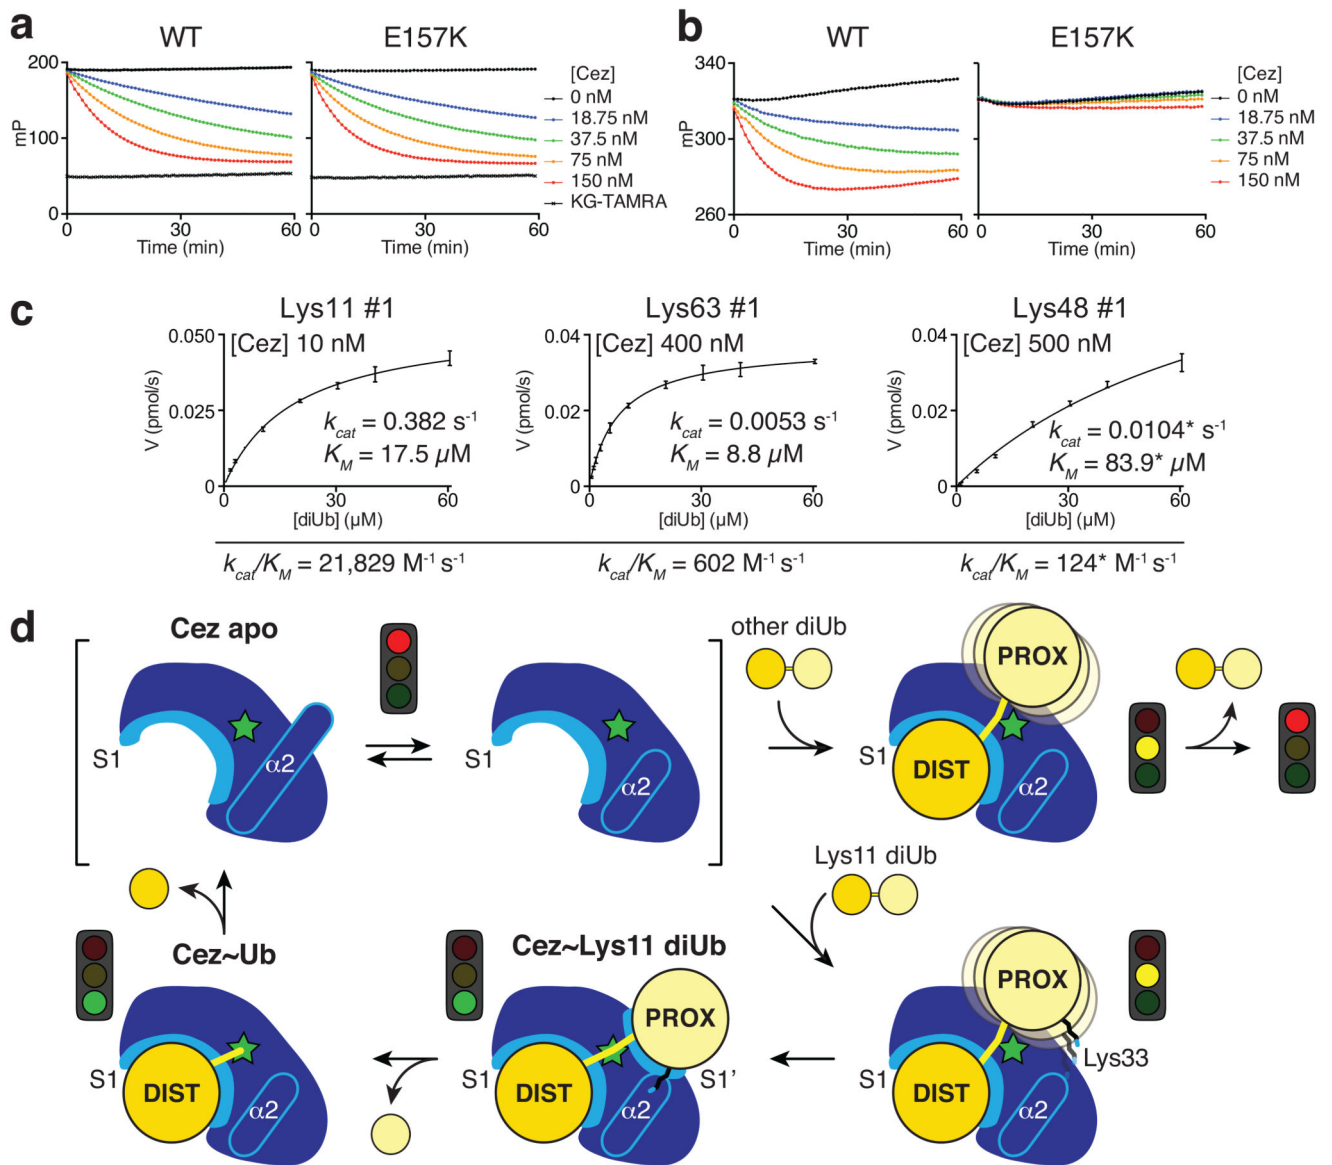 a
WT
E157K
mP
200
100
0
0
30
60
0
30
60
Time (min)
Time (min)
[Cez]
0 nM
18.75 nM
37.5 nM
75 nM
150 nM
KG-TAMRA
b
WT
E157K
mP
340
300
260
0
30
60
0
30
60
Time (min)
Time (min)
[Cez]
0 nM
18.75 nM
37.5 nM
75 nM
150 nM
c
Lys11 #1
[Cez] 10 nM
V (pmol/s)
0.050
0.025
0
kcat = 0.382 s-1
KM = 17.5 µM
0
30
60
[diUb] (µM)
kcat/KM = 21,829 M-1 s-1
Lys63 #1
[Cez] 400 nM
V (pmol/s)
0.04
0.02
0
kcat = 0.0053 s-1
KM = 8.8 µM
0
30
60
[diUb] (µM)
kcat/KM = 602 M-1 s-1
Lys48 #1
[Cez] 500 nM
V (pmol/s)
0.04
0.02
0
kcat = 0.0104* s-1
KM = 83.9* µM
0
30
60
[diUb] (µM)
kcat/KM = 124* M-1 s-1
d
Cez apo
S1
α2
S1
α2
other diUb
PROX
S1
DIST
α2
Lys11 diUb
PROX
Lys33
S1
DIST
α2
Cez~Lys11 diUb
PROX
S1
DIST
α2
S1'
Cez~Ub
S1
DIST
α2